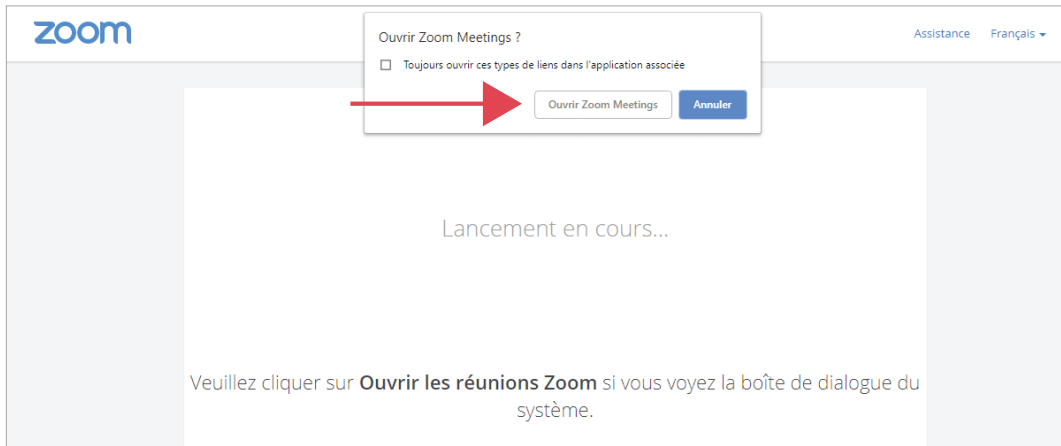 zoom
Assistance Français
Ouvrir Zoom Meetings ?
Toujours ouvrir ces types de liens dans l'application associée
Ouvrir Zoom Meetings Annuler
Lancement en cours...
Veuillez cliquer sur Ouvrir les réunions Zoom si vous voyez la boîte de dialogue du
système.